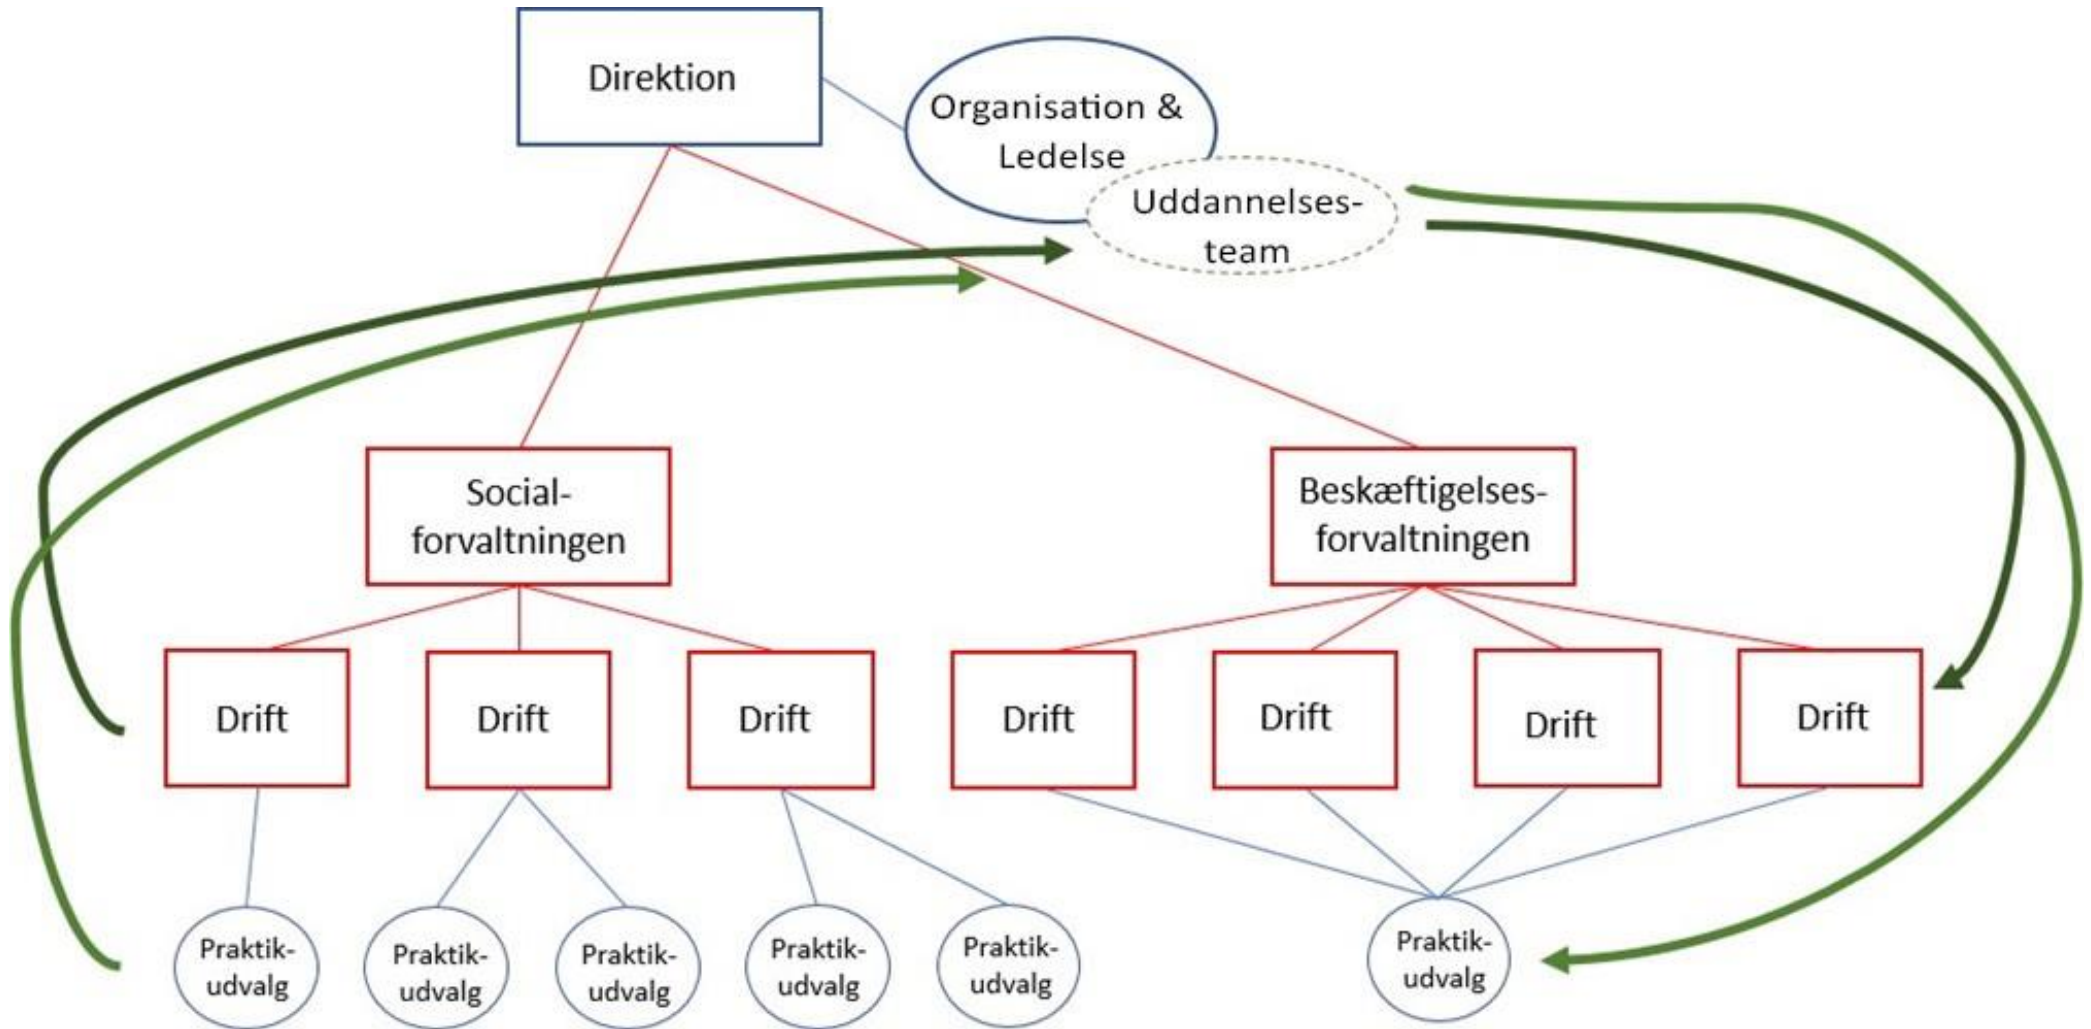 Direktion
Organisation &
Ledelse
Uddannelses-
team
Social-
forvaltningen
Beskæftigelses-
forvaltningen
Drift
Drift
Drift
Drift
Drift
Drift
Drift
Praktik-
udvalg
Praktik-
udvalg
Praktik-
udvalg
Praktik-
udvalg
Praktik-
udvalg
Praktik-
udvalg